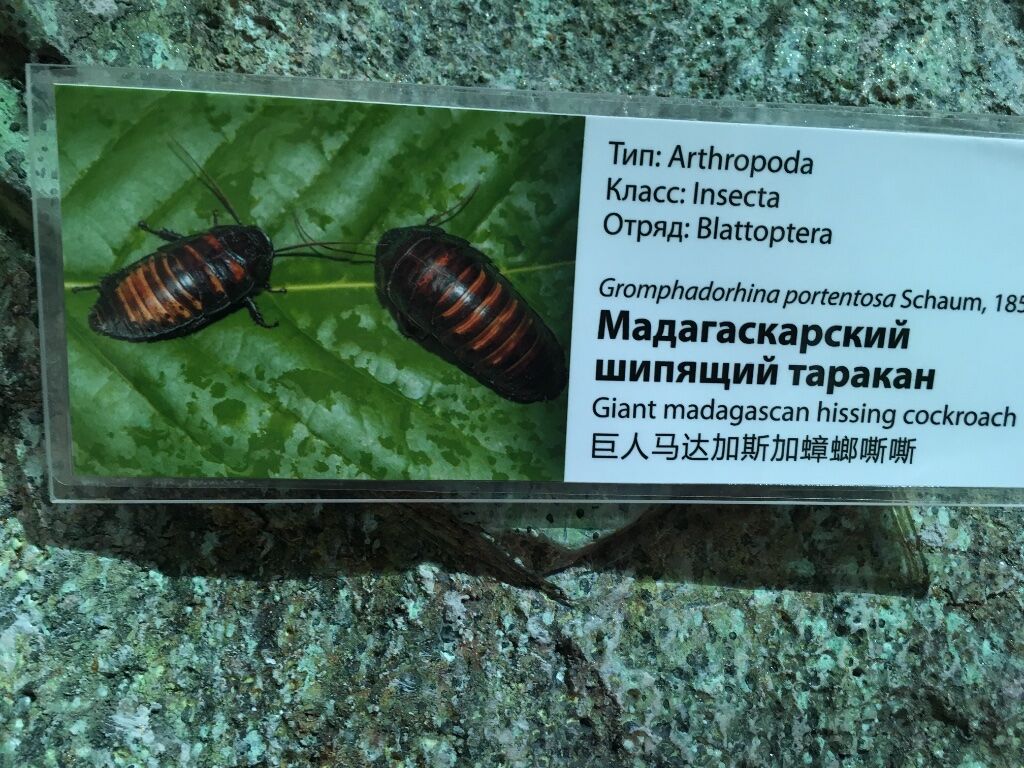 Тип: Arthropoda
Класс: Insecta
Отряд: Blattoptera
Gromphadorhina portentosa Schaum, 185
Мадагаскарский
шипящий таракан
Giant madagascan hissing cockroach
巨人马达加斯加蟑螂嘶嘶